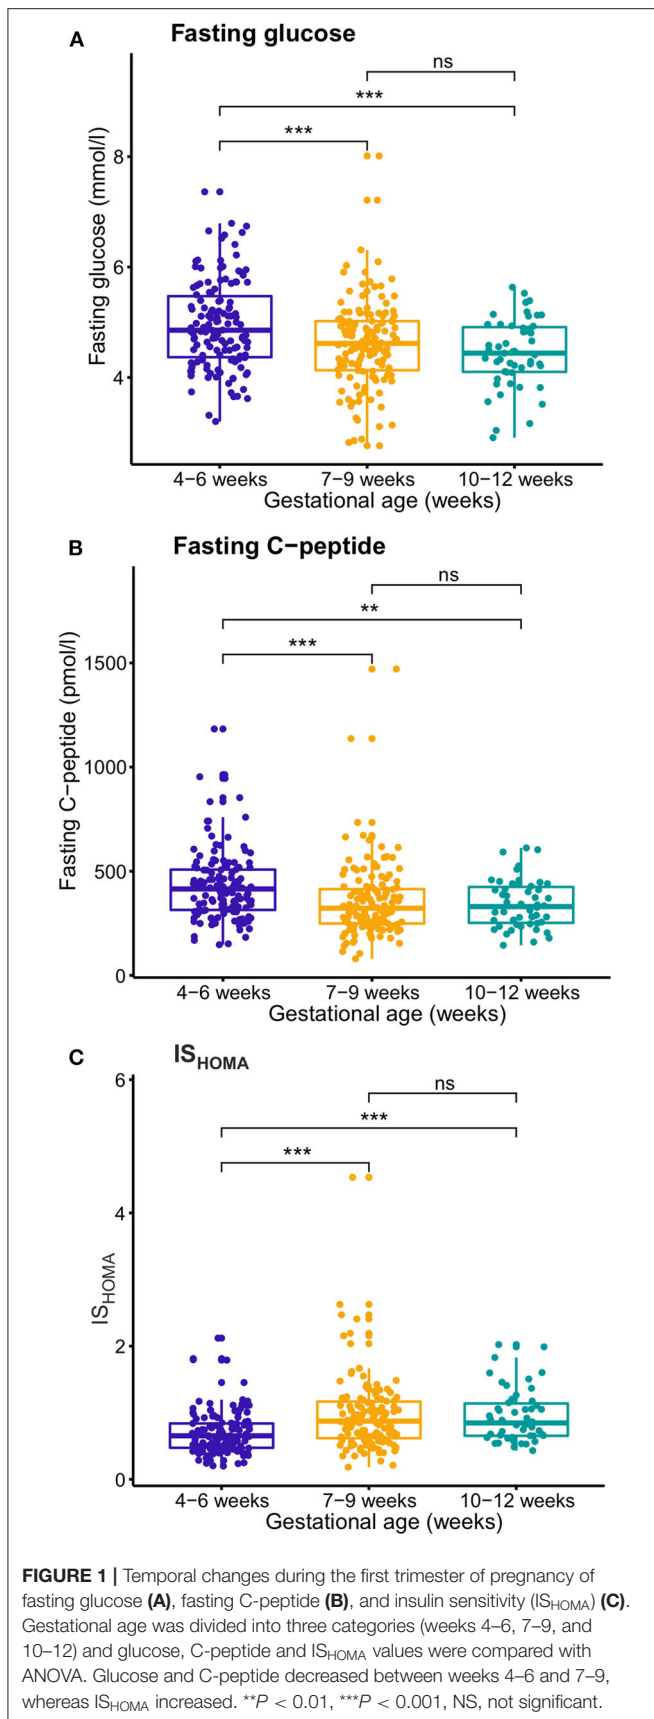 A
Fasting glucose
ns
***
***
Fasting glucose (mmol/l)
8
6
4
4−6 weeks 7−9 weeks 10−12 weeks
Gestational age (weeks)
B
Fasting C−peptide
ns
**
***
Fasting C−peptide (pmol/l)
1500
1000
500
0
4−6 weeks 7−9 weeks 10−12 weeks
Gestational age (weeks)
C
IS_HOMA
ns
***
***
IS_HOMA
6
4
2
0
4−6 weeks 7−9 weeks 10−12 weeks
Gestational age (weeks)
FIGURE 1 | Temporal changes during the first trimester of pregnancy of
fasting glucose (A), fasting C-peptide (B), and insulin sensitivity (IS_HOMA) (C).
Gestational age was divided into three categories (weeks 4–6, 7–9, and
10–12) and glucose, C-peptide and IS_HOMA values were compared with
ANOVA. Glucose and C-peptide decreased between weeks 4–6 and 7–9,
whereas IS_HOMA increased. **P < 0.01, ***P < 0.001, NS, not significant.